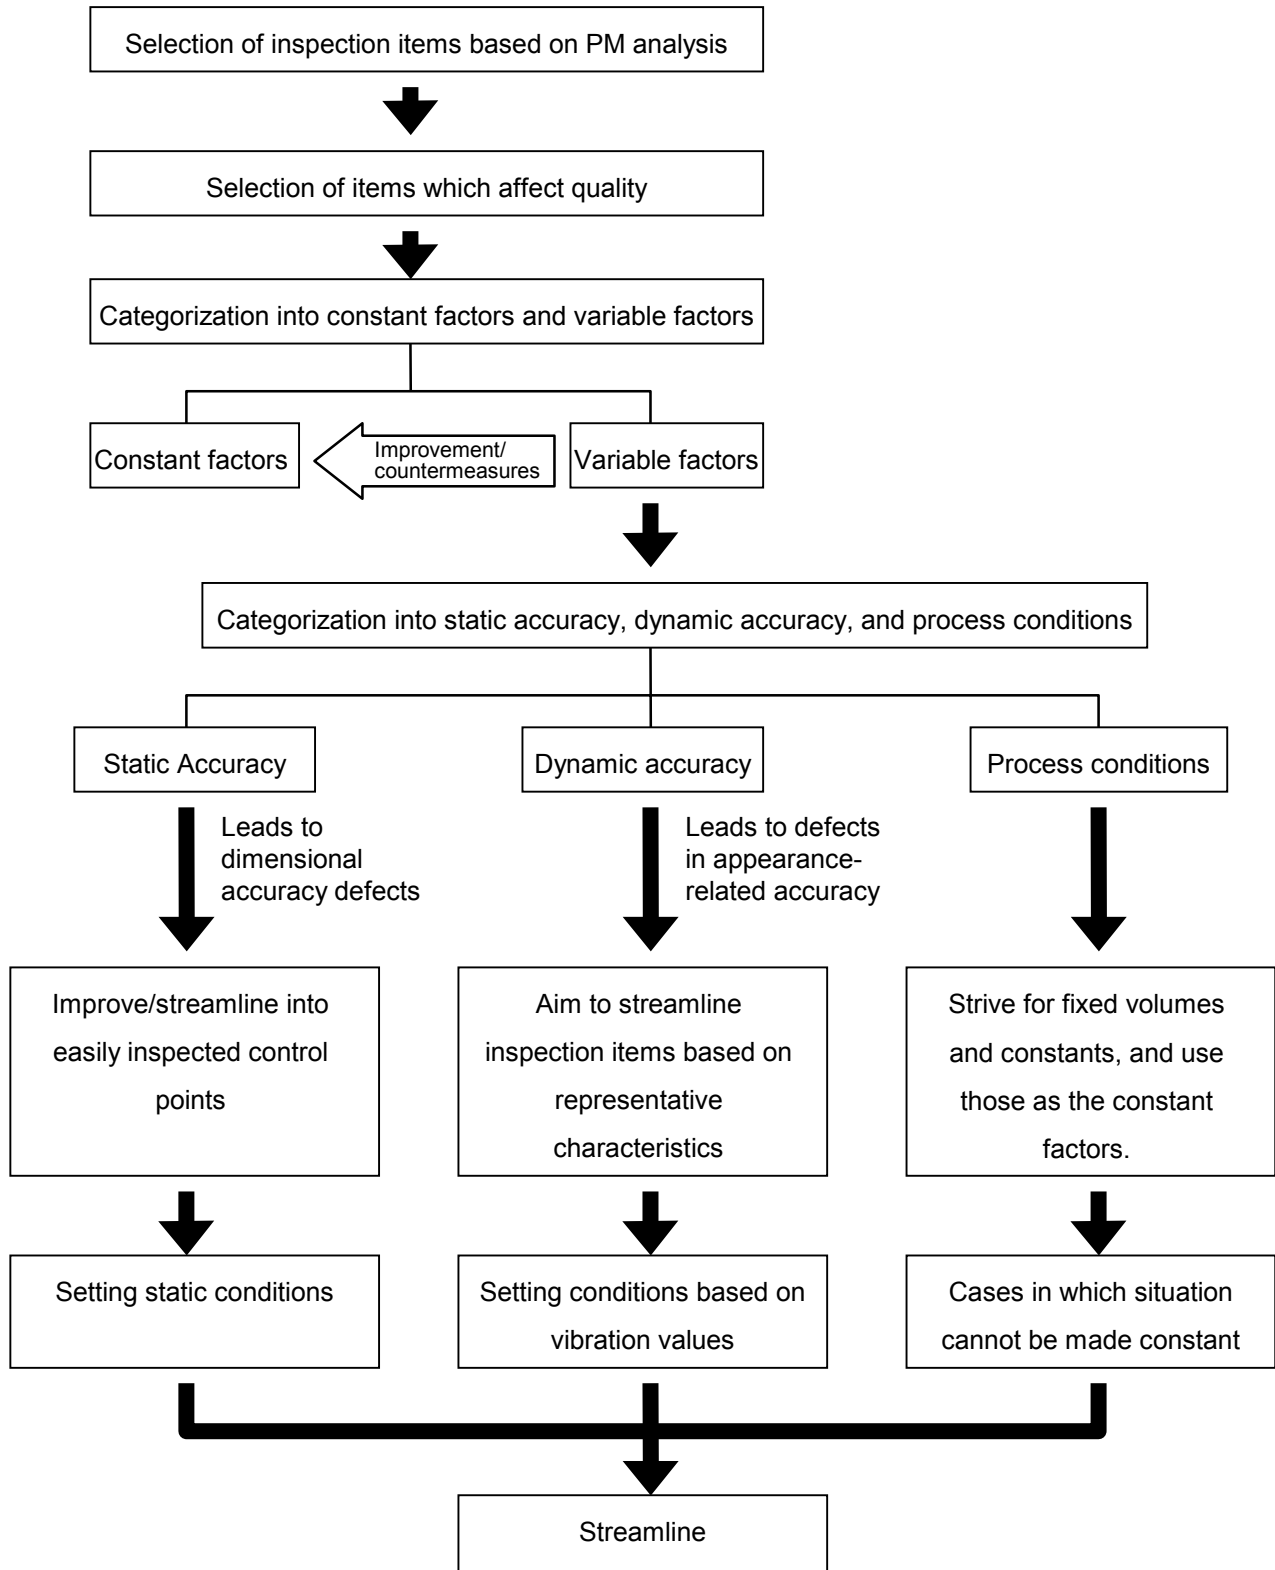 Selection of inspection items based on PM analysis
Selection of items which affect quality
Categorization into constant factors and variable factors
Constant factors
Improvement/
countermeasures
Variable factors
Categorization into static accuracy, dynamic accuracy, and process conditions
Static Accuracy
Dynamic accuracy
Process conditions
Leads to
dimensional
accuracy defects
Leads to defects
in appearance-
related accuracy
Improve/streamline into
easily inspected control
points
Aim to streamline
inspection items based on
representative
characteristics
Strive for fixed volumes
and constants, and use
those as the constant
factors.
Setting static conditions
Setting conditions based on
vibration values
Cases in which situation
cannot be made constant
Streamline